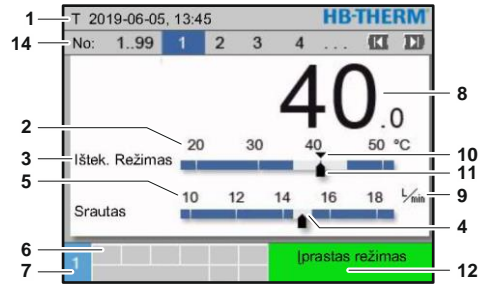 1 T 2019-06-05, 13:45 HB-THERM
14 No: 1..99 1 2 3 4 ...
40.0 8
2 20 30 40 50 °C 10
3 Ištek. Režimas 11
5 10 12 14 16 18 L/min 9
Srautas 4
6 Įprastas režimas
7 1 12